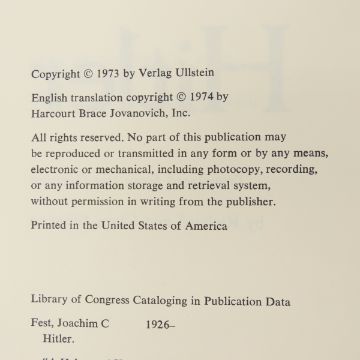 Copyright © 1973 by Verlag Ullstein
English translation copyright © 1974 by
Harcourt Brace Jovanovich, Inc.
All rights reserved. No part of this publication may
be reproduced or transmitted in any form or by any means,
electronic or mechanical, including photocopy, recording,
or any information storage and retrieval system,
without permission in writing from the publisher.
Printed in the United States of America
Library of Congress Cataloging in Publication Data
Fest, Joachim C 1926–
Hitler.